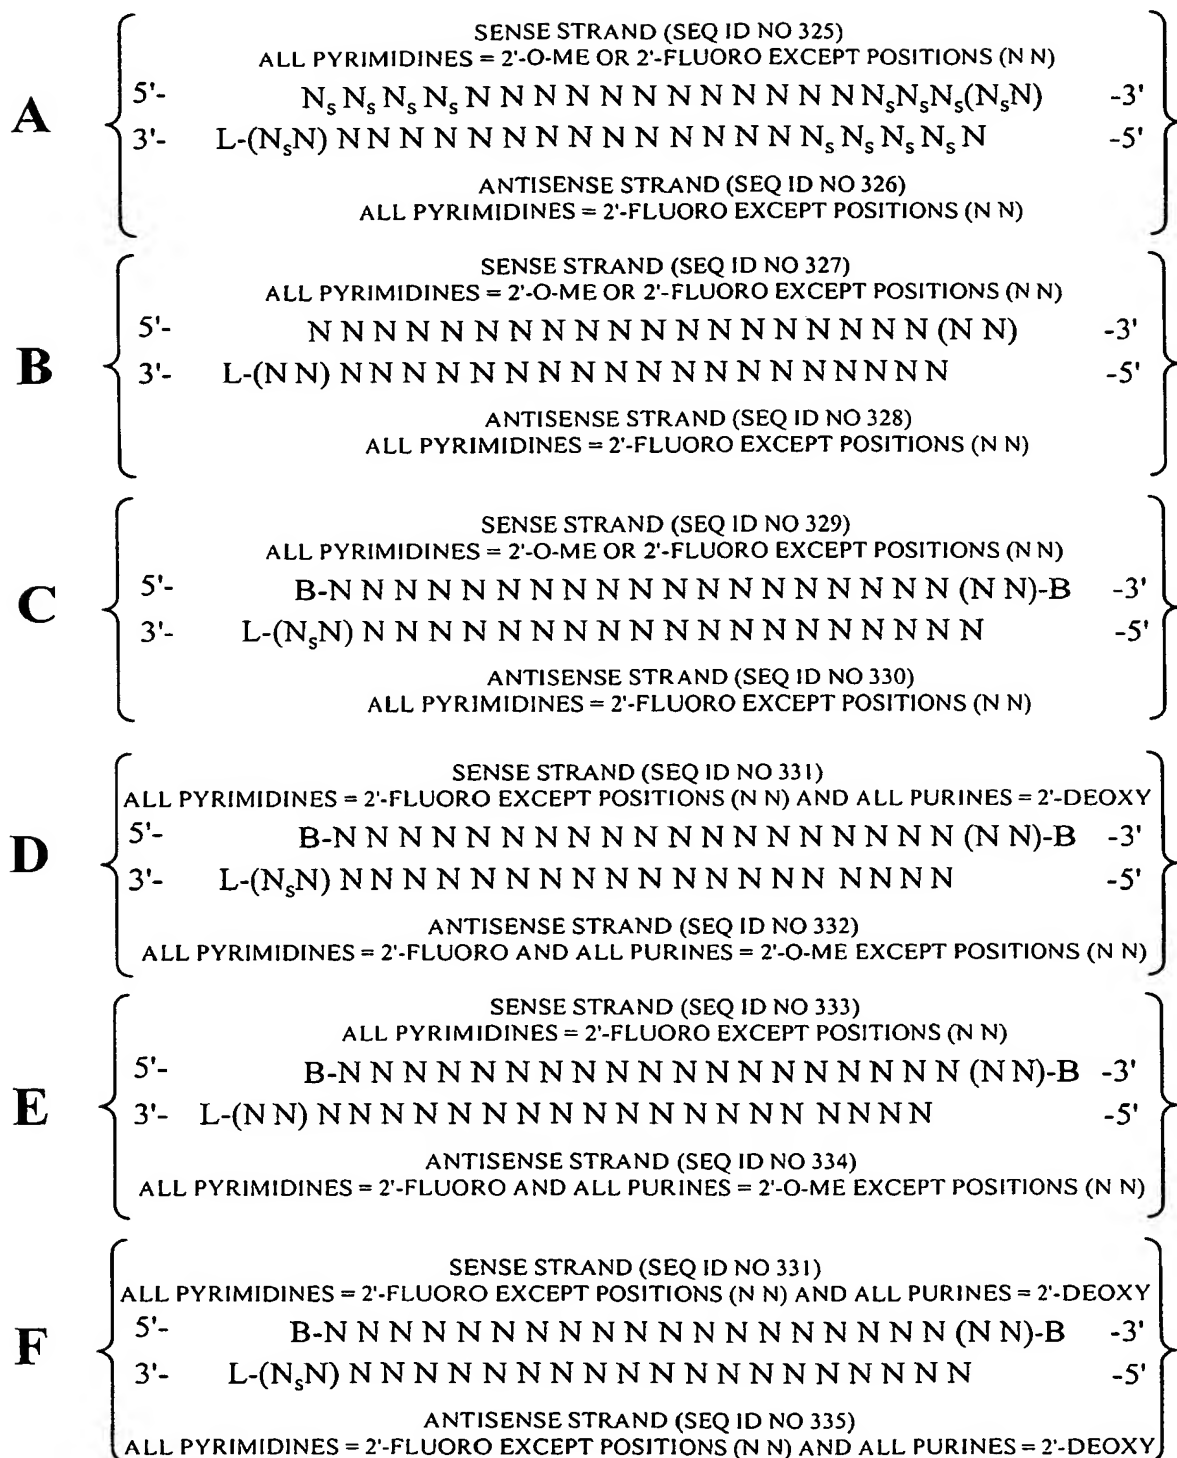 A
SENSE STRAND (SEQ ID NO 325)
ALL PYRIMIDINES = 2'-O-ME OR 2'-FLUORO EXCEPT POSITIONS (N N)
5'- NsNsNsNsN N N N N N N N N N N NNsNsNs(NsN) -3'
3'- L-(NsN) N N N N N N N N N N N N N N Ns Ns Ns Ns N -5'
ANTISENSE STRAND (SEQ ID NO 326)
ALL PYRIMIDINES = 2'-FLUORO EXCEPT POSITIONS (N N)
B
SENSE STRAND (SEQ ID NO 327)
ALL PYRIMIDINES = 2'-O-ME OR 2'-FLUORO EXCEPT POSITIONS (N N)
5'- N N N N N N N N N N N N N N N N N N N (N N) -3'
3'- L-(N N) N N N N N N N N N N N N N N N N N N N -5'
ANTISENSE STRAND (SEQ ID NO 328)
ALL PYRIMIDINES = 2'-FLUORO EXCEPT POSITIONS (N N)
C
SENSE STRAND (SEQ ID NO 329)
ALL PYRIMIDINES = 2'-O-ME OR 2'-FLUORO EXCEPT POSITIONS (N N)
5'- B-N N N N N N N N N N N N N N N N N N N (N N)-B -3'
3'- L-(NsN) N N N N N N N N N N N N N N N N N N N -5'
ANTISENSE STRAND (SEQ ID NO 330)
ALL PYRIMIDINES = 2'-FLUORO EXCEPT POSITIONS (N N)
D
SENSE STRAND (SEQ ID NO 331)
ALL PYRIMIDINES = 2'-FLUORO EXCEPT POSITIONS (N N) AND ALL PURINES = 2'-DEOXY
5'- B-N N N N N N N N N N N N N N N N N N N (N N)-B -3'
3'- L-(NsN) N N N N N N N N N N N N N N N N N N N -5'
ANTISENSE STRAND (SEQ ID NO 332)
ALL PYRIMIDINES = 2'-FLUORO AND ALL PURINES = 2'-O-ME EXCEPT POSITIONS (N N)
E
SENSE STRAND (SEQ ID NO 333)
ALL PYRIMIDINES = 2'-FLUORO EXCEPT POSITIONS (N N)
5'- B-N N N N N N N N N N N N N N N N N N N (N N)-B -3'
3'- L-(N N) N N N N N N N N N N N N N N N N N N N -5'
ANTISENSE STRAND (SEQ ID NO 334)
ALL PYRIMIDINES = 2'-FLUORO AND ALL PURINES = 2'-O-ME EXCEPT POSITIONS (N N)
F
SENSE STRAND (SEQ ID NO 331)
ALL PYRIMIDINES = 2'-FLUORO EXCEPT POSITIONS (N N) AND ALL PURINES = 2'-DEOXY
5'- B-N N N N N N N N N N N N N N N N N N N (N N)-B -3'
3'- L-(NsN) N N N N N N N N N N N N N N N N N N N -5'
ANTISENSE STRAND (SEQ ID NO 335)
ALL PYRIMIDINES = 2'-FLUORO EXCEPT POSITIONS (N N) AND ALL PURINES = 2'-DEOXY